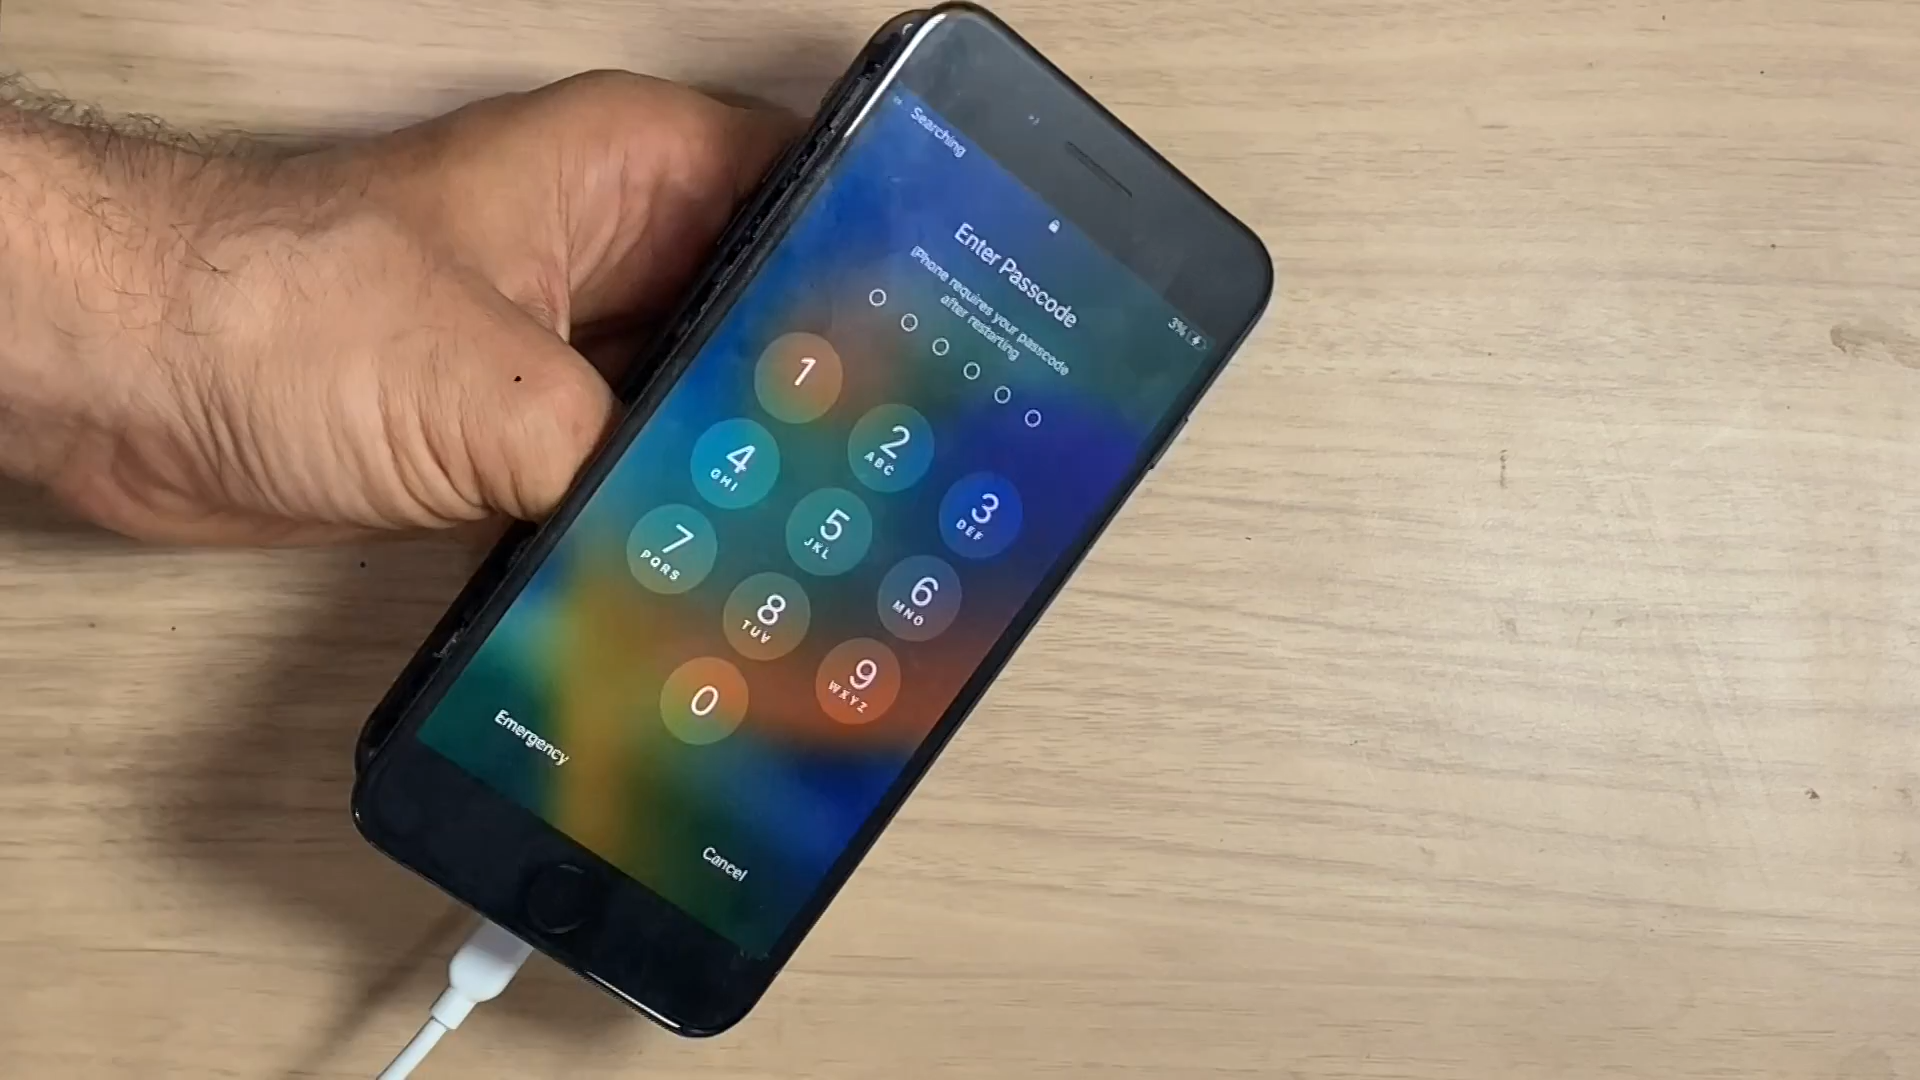 Searching
3%
Enter Passcode
iPhone requires your passcode
after restarting
1
2
ABC
3
DEF
4
GHI
5
JKL
6
MNO
7
PQRS
8
TUV
9
WXYZ
0
Emergency
Cancel